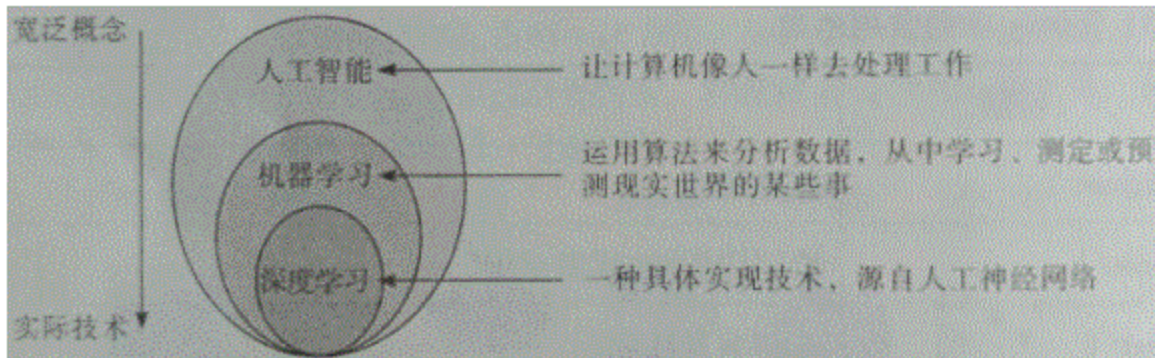 宽泛概念
人工智能
让计算机像人一样去处理工作
机器学习
运用算法来分析数据，从中学习、测定或预
测现实世界的某些事
深度学习
一种具体实现技术，源自人工神经网络
实际技术